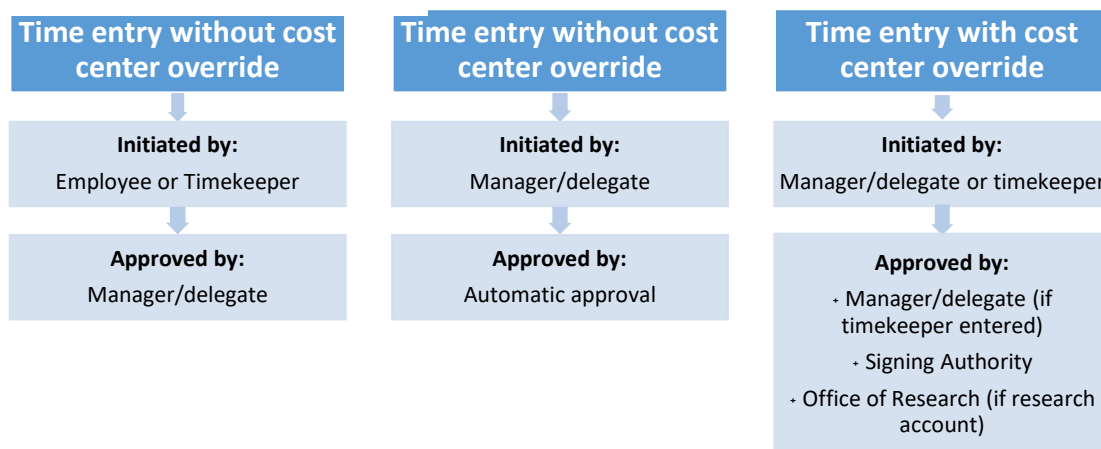 Time entry without cost
center override
Initiated by:
Employee or Timekeeper
Approved by:
Manager/delegate
Time entry without cost
center override
Initiated by:
Manager/delegate
Approved by:
Automatic approval
Time entry with cost
center override
Initiated by:
Manager/delegate or timekeeper
Approved by:
+ Manager/delegate (if
timekeeper entered)
+ Signing Authority
+ Office of Research (if research
account)